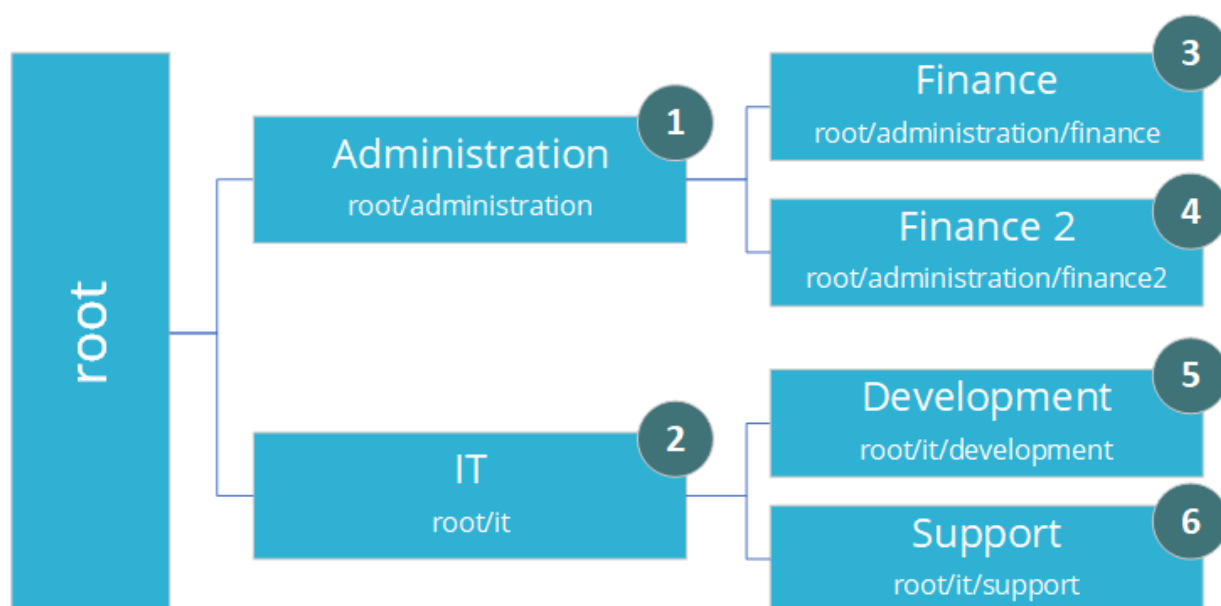 root
1
Administration
root/administration
3
Finance
root/administration/finance
4
Finance 2
root/administration/finance2
2
IT
root/it
5
Development
root/it/development
6
Support
root/it/support